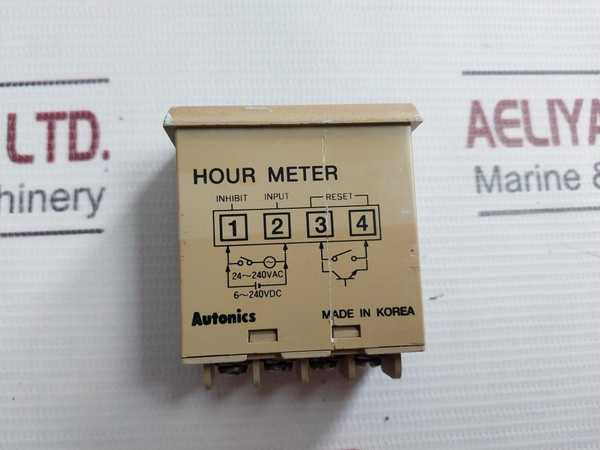 LTD.
AELIYA
hinery
Marine &
HOUR METER
INHIBIT INPUT RESET
1 2 3 4
24～240VAC
6～240VDC
Autonics MADE IN KOREA